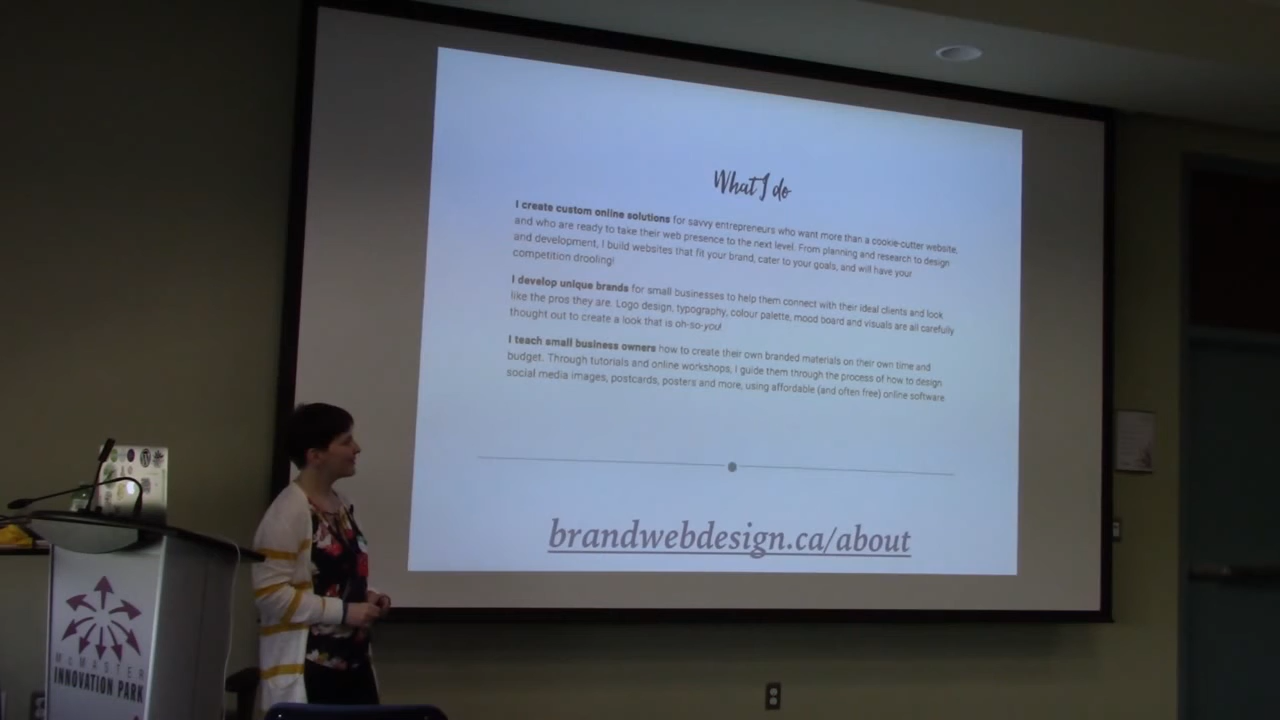 What I do
I create custom online solutions for savvy entrepreneurs who want more than a cookie-cutter website,
and who are ready to take their web presence to the next level. From planning and research to design
and development, I build websites that fit your brand, cater to your goals, and will have your
competition drooling!
I develop unique brands for small businesses to help them connect with their ideal clients and look
like the pros they are. Logo design, typography, colour palette, mood board and visuals are all carefully
thought out to create a look that is oh-so-you!
I teach small business owners how to create their own branded materials on their own time and
budget. Through tutorials and online workshops, I guide them through the process of how to design
social media images, postcards, posters and more, using affordable (and often free) online software.
brandwebdesign.ca/about
McMASTER
INNOVATION PARK